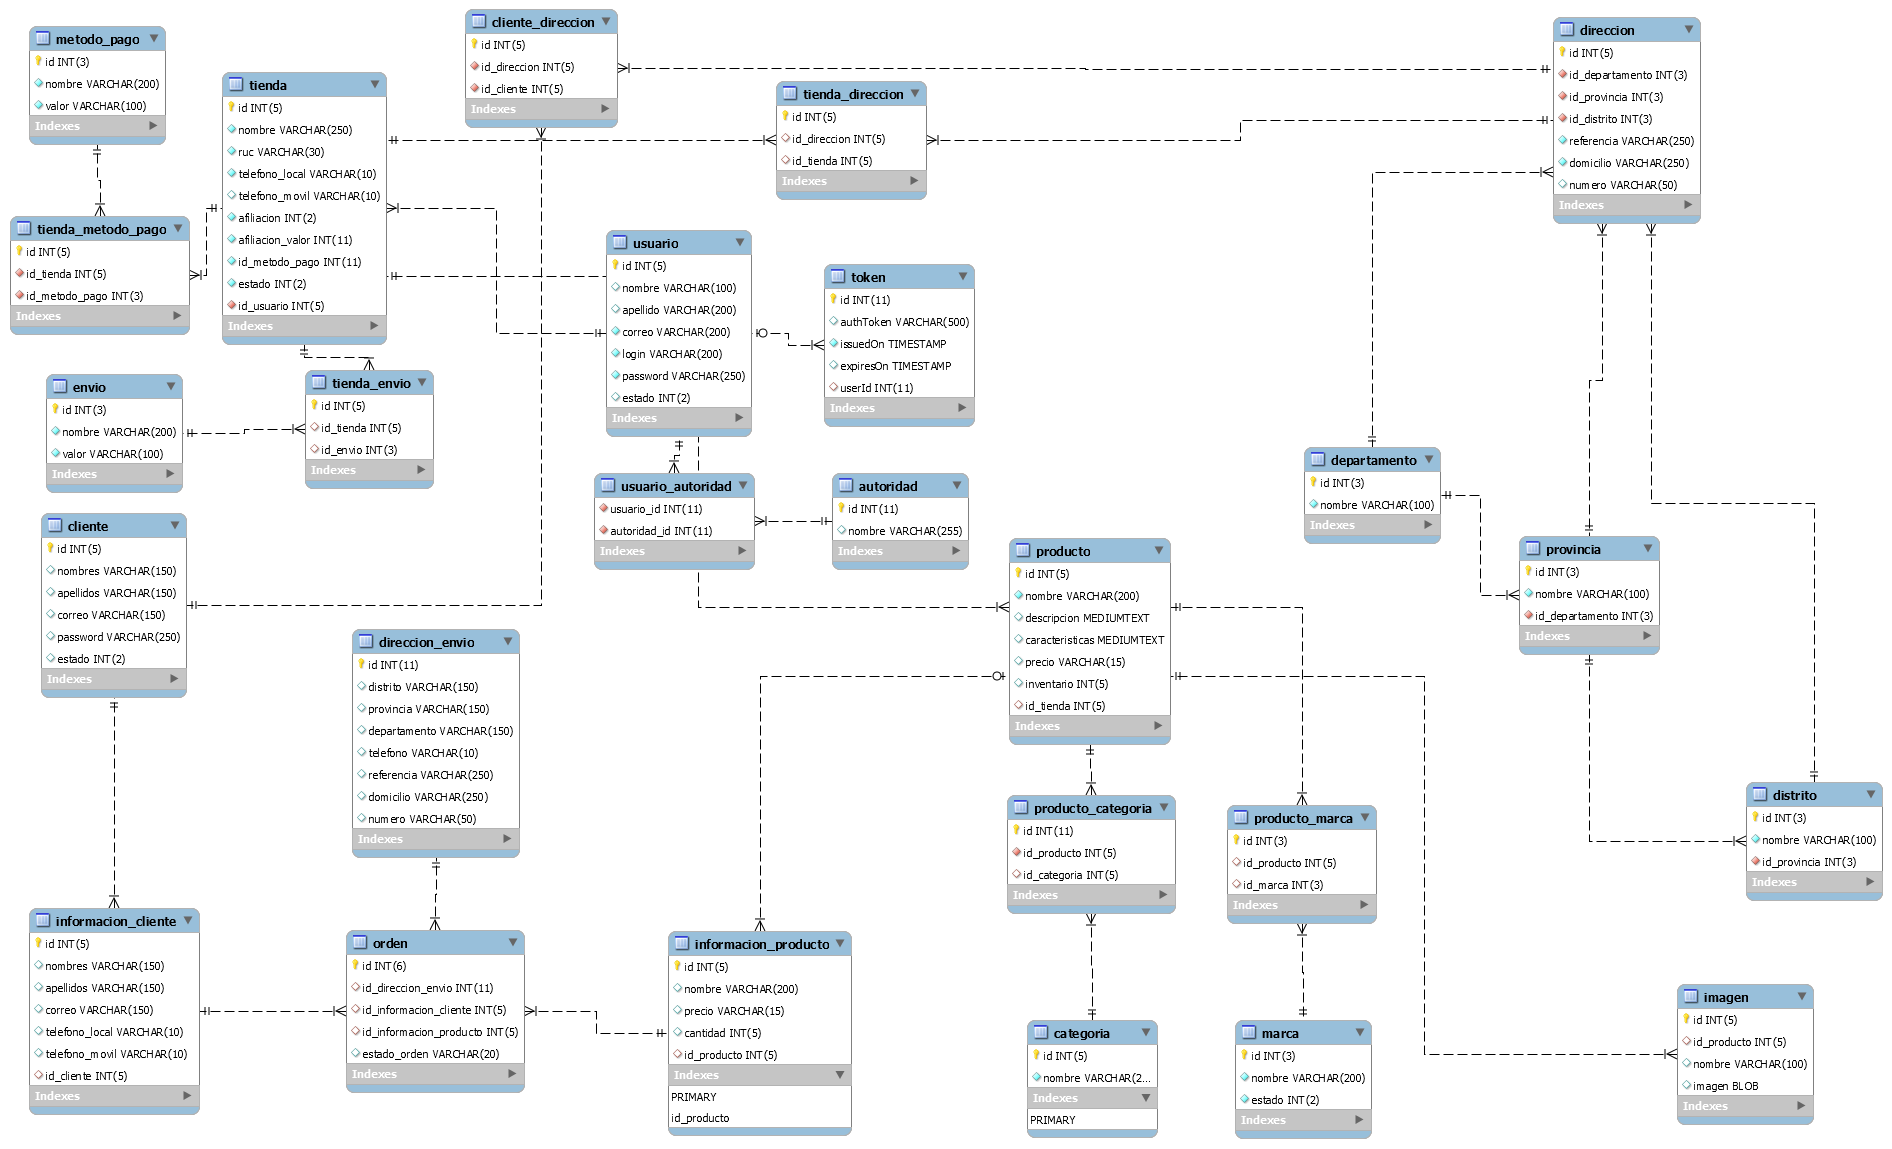 metodo_pago
id INT(3)
nombre VARCHAR(200)
valor VARCHAR(100)
Indexes
tienda
id INT(5)
nombre VARCHAR(250)
ruc VARCHAR(30)
telefono_local VARCHAR(10)
telefono_movil VARCHAR(10)
afiliacion INT(2)
afiliacion_valor INT(11)
id_metodo_pago INT(11)
estado INT(2)
id_usuario INT(5)
Indexes
cliente_direccion
id INT(5)
id_direccion INT(5)
id_cliente INT(5)
Indexes
tienda_direccion
id INT(5)
id_direccion INT(5)
id_tienda INT(5)
Indexes
direccion
id INT(5)
id_departamento INT(3)
id_provincia INT(3)
id_distrito INT(3)
referencia VARCHAR(250)
domicilio VARCHAR(250)
numero VARCHAR(50)
Indexes
tienda_metodo_pago
id INT(5)
id_tienda INT(5)
id_metodo_pago INT(3)
Indexes
usuario
id INT(5)
nombre VARCHAR(100)
apellido VARCHAR(200)
correo VARCHAR(200)
login VARCHAR(200)
password VARCHAR(250)
estado INT(2)
Indexes
token
id INT(11)
authToken VARCHAR(500)
issuedOn TIMESTAMP
expiresOn TIMESTAMP
userId INT(11)
Indexes
envio
id INT(3)
nombre VARCHAR(200)
valor VARCHAR(100)
Indexes
tienda_envio
id INT(5)
id_tienda INT(5)
id_envio INT(3)
Indexes
usuario_autoridad
usuario_id INT(11)
autoridad_id INT(11)
Indexes
autoridad
id INT(11)
nombre VARCHAR(255)
Indexes
departamento
id INT(3)
nombre VARCHAR(100)
Indexes
cliente
id INT(5)
nombres VARCHAR(150)
apellidos VARCHAR(150)
correo VARCHAR(150)
password VARCHAR(250)
estado INT(2)
Indexes
producto
id INT(5)
nombre VARCHAR(200)
descripcion MEDIUMTEXT
caracteristicas MEDIUMTEXT
precio VARCHAR(15)
inventario INT(5)
id_tienda INT(5)
Indexes
provincia
id INT(3)
nombre VARCHAR(100)
id_departamento INT(3)
Indexes
direccion_envio
id INT(11)
distrito VARCHAR(150)
provincia VARCHAR(150)
departamento VARCHAR(150)
telefono VARCHAR(10)
referencia VARCHAR(250)
domicilio VARCHAR(250)
numero VARCHAR(50)
Indexes
producto_categoria
id INT(11)
id_producto INT(5)
id_categoria INT(5)
Indexes
producto_marca
id INT(3)
id_producto INT(5)
id_marca INT(3)
Indexes
distrito
id INT(3)
nombre VARCHAR(100)
id_provincia INT(3)
Indexes
informacion_cliente
id INT(5)
nombres VARCHAR(150)
apellidos VARCHAR(150)
correo VARCHAR(150)
telefono_local VARCHAR(10)
telefono_movil VARCHAR(10)
id_cliente INT(5)
Indexes
orden
id INT(6)
id_direccion_envio INT(11)
id_informacion_cliente INT(5)
id_informacion_producto INT(5)
estado_orden VARCHAR(20)
Indexes
informacion_producto
id INT(5)
nombre VARCHAR(200)
precio VARCHAR(15)
cantidad INT(5)
id_producto INT(5)
Indexes
PRIMARY
id_producto
categoria
id INT(5)
nombre VARCHAR(2...
Indexes
PRIMARY
marca
id INT(3)
nombre VARCHAR(200)
estado INT(2)
Indexes
imagen
id INT(5)
id_producto INT(5)
nombre VARCHAR(100)
imagen BLOB
Indexes